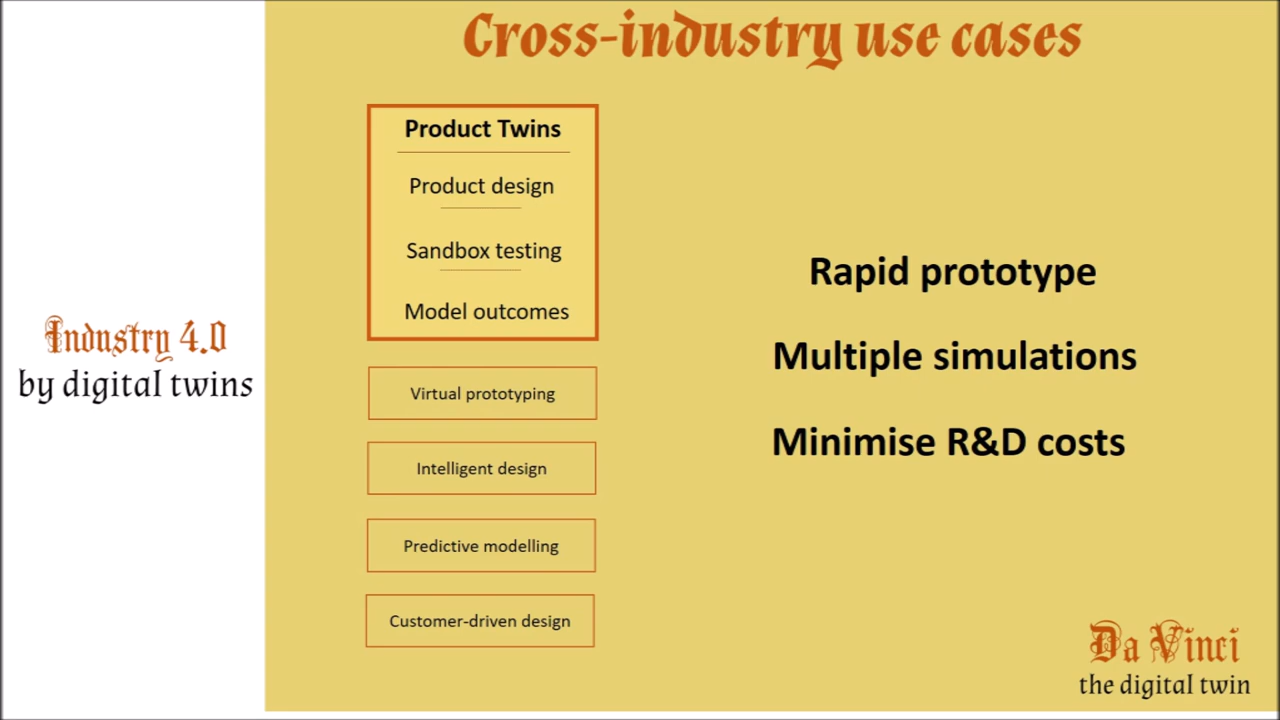 Cross-industry use cases
Product Twins
Product design
Sandbox testing
Model outcomes
Virtual prototyping
Intelligent design
Predictive modelling
Customer-driven design
Rapid prototype
Multiple simulations
Minimise R&D costs
Industry 4.0
by digital twins
Da Vinci
the digital twin